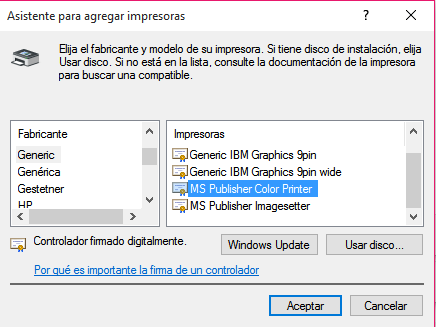 Asistente para agregar impresoras
Elija el fabricante y modelo de su impresora. Si tiene disco de instalación, elija
Usar disco. Si no está en la lista, consulte la documentación de la impresora
para buscar una compatible.
Fabricante
Generic
Genérica
Gestetner
HP
Impresoras
Generic IBM Graphics 9pin
Generic IBM Graphics 9pin wide
MS Publisher Color Printer
MS Publisher Imagesetter
Controlador firmado digitalmente.
Windows Update
Usar disco...
Por qué es importante la firma de un controlador
Aceptar
Cancelar